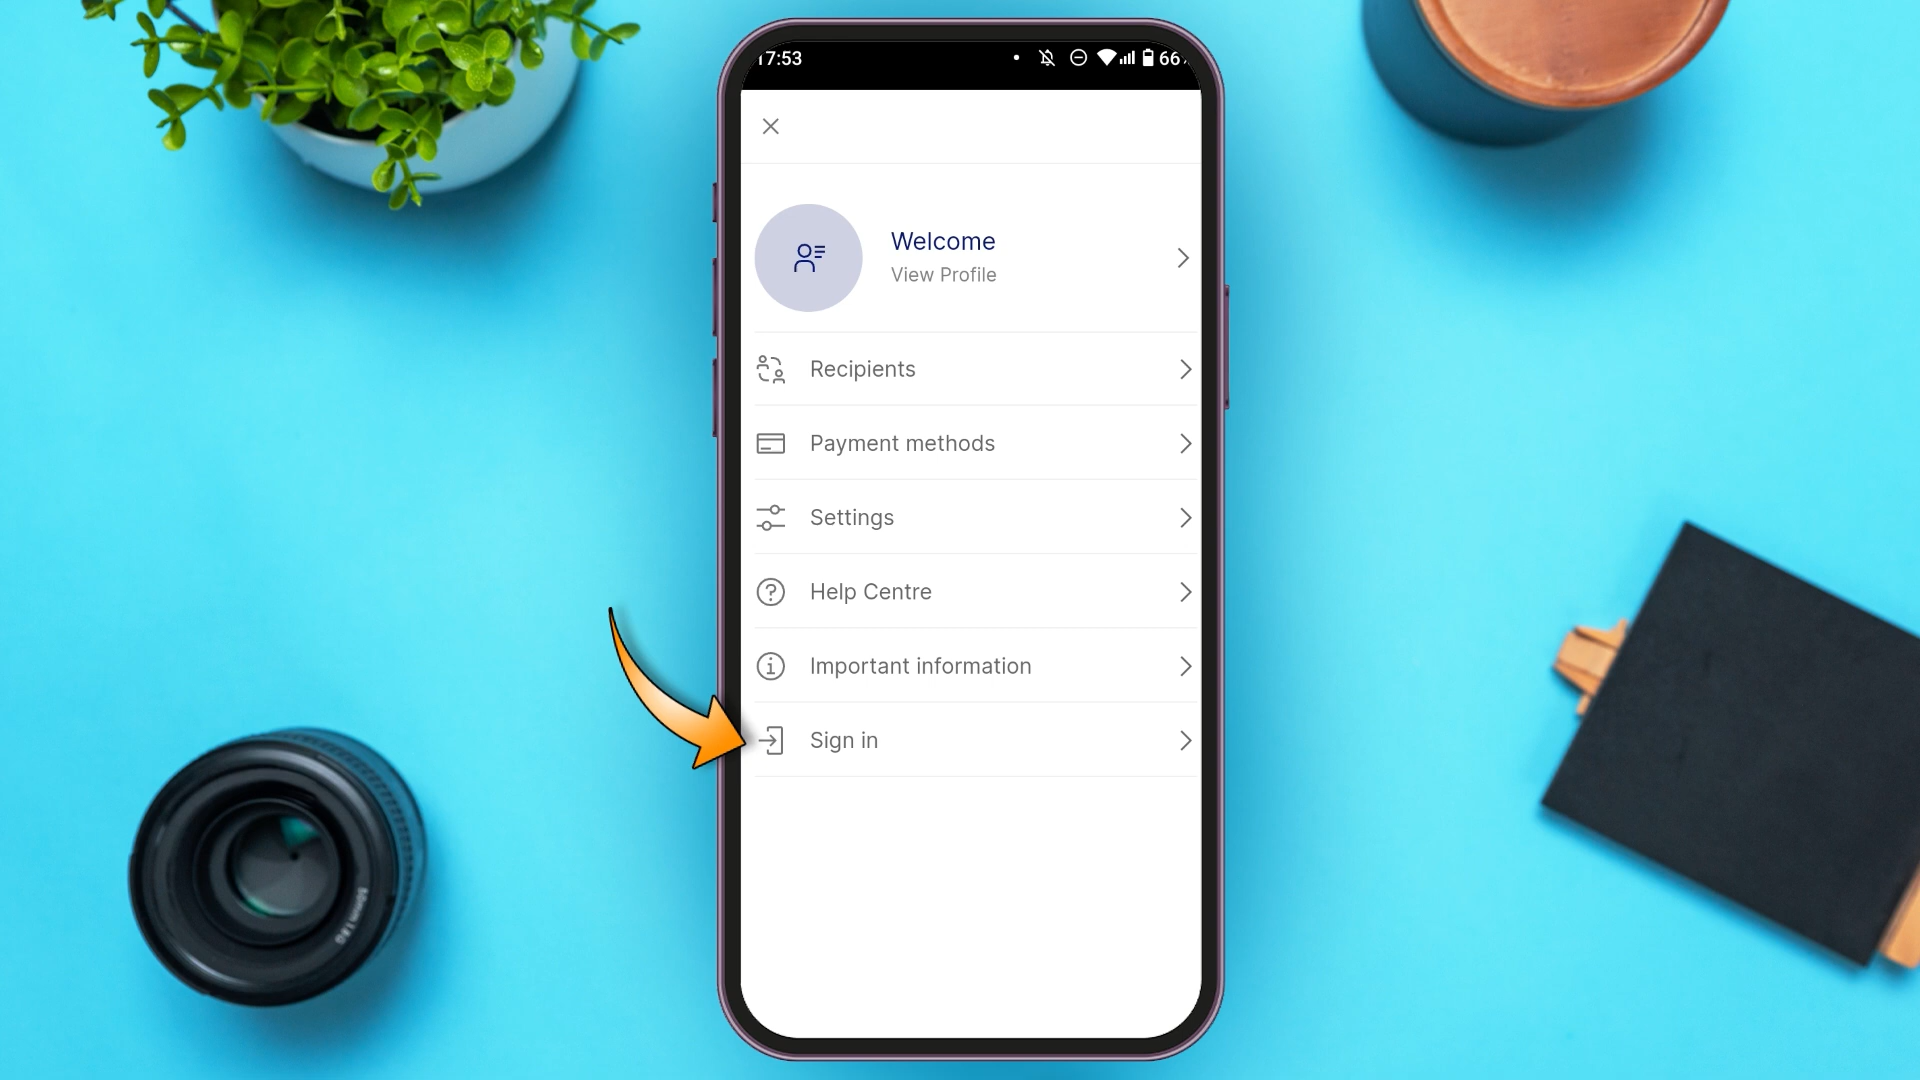 17:53
66
Welcome
View Profile
Recipients
Payment methods
Settings
Help Centre
Important information
Sign in